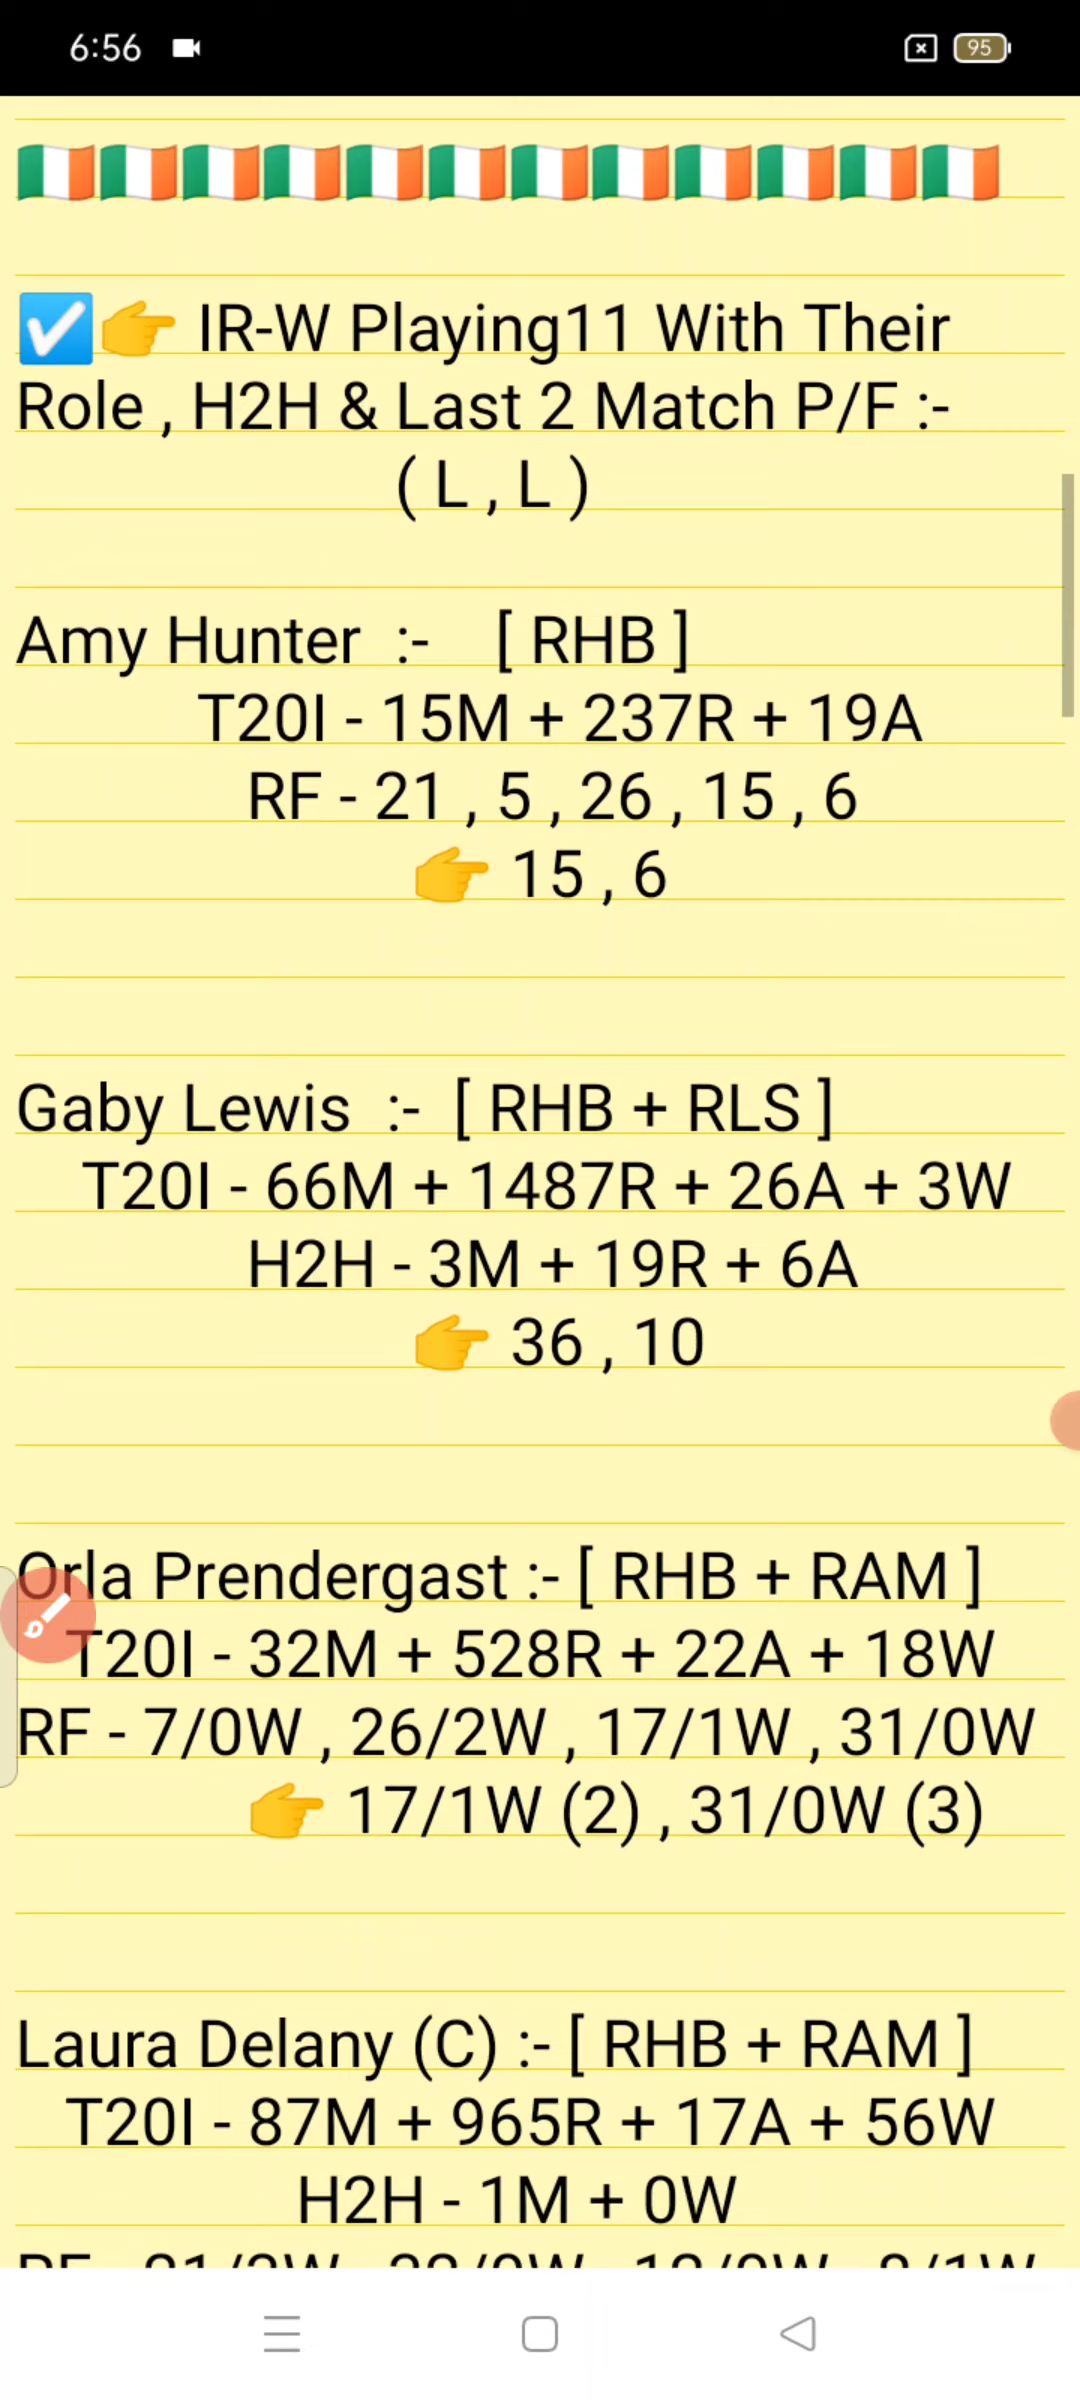 6:56
95
IR-W Playing11 With Their
Role , H2H & Last 2 Match P/F :-
( L , L )
Amy Hunter :- [ RHB ]
T20I - 15M + 237R + 19A
RF - 21 , 5 , 26 , 15 , 6
15 , 6
Gaby Lewis :- [ RHB + RLS ]
T20I - 66M + 1487R + 26A + 3W
H2H - 3M + 19R + 6A
36 , 10
Orla Prendergast :- [ RHB + RAM ]
T20I - 32M + 528R + 22A + 18W
RF - 7/0W , 26/2W , 17/1W , 31/0W
17/1W (2) , 31/0W (3)
Laura Delany (C) :- [ RHB + RAM ]
T20I - 87M + 965R + 17A + 56W
H2H - 1M + 0W